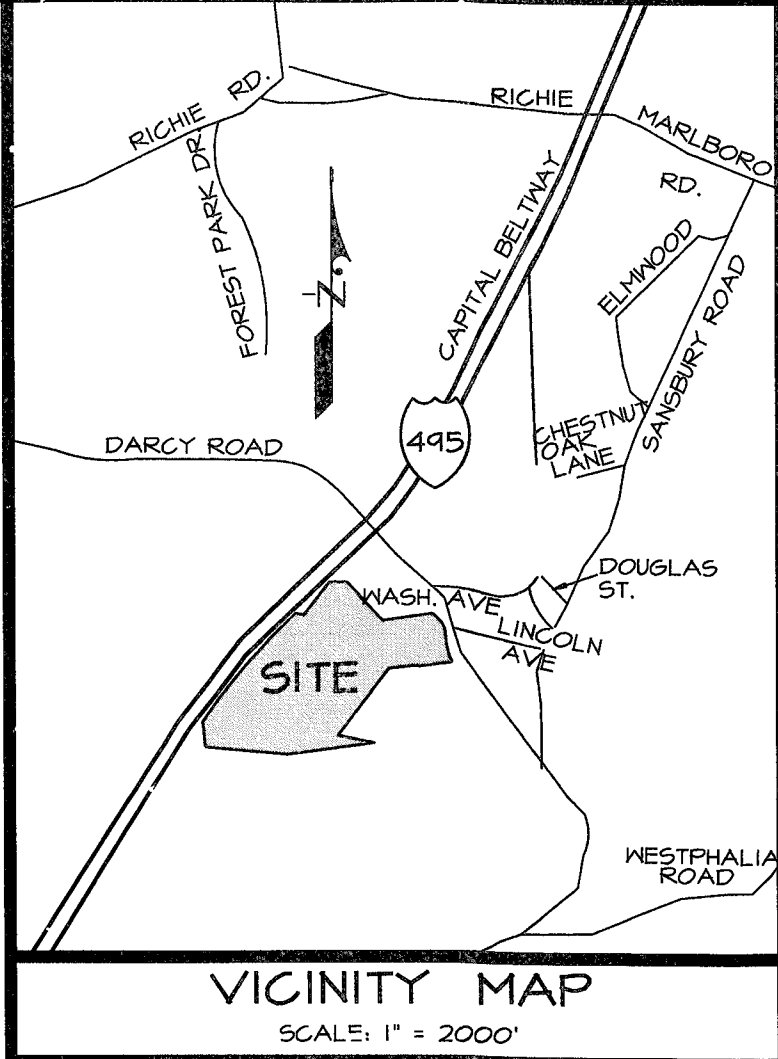 RICHIE RD.
RICHIE
MARLBORO
RD.
FOREST PARK DR.
N
CAPITAL BELTWAY
ELMWOOD
SANSBURY ROAD
495
CHESTNUT
OAK
LANE
DARCY ROAD
DOUGLAS
ST.
WASH. AVE
LINCOLN
AVE
SITE
WESTPHALIA
ROAD
VICINITY MAP
SCALE: 1" = 2000'